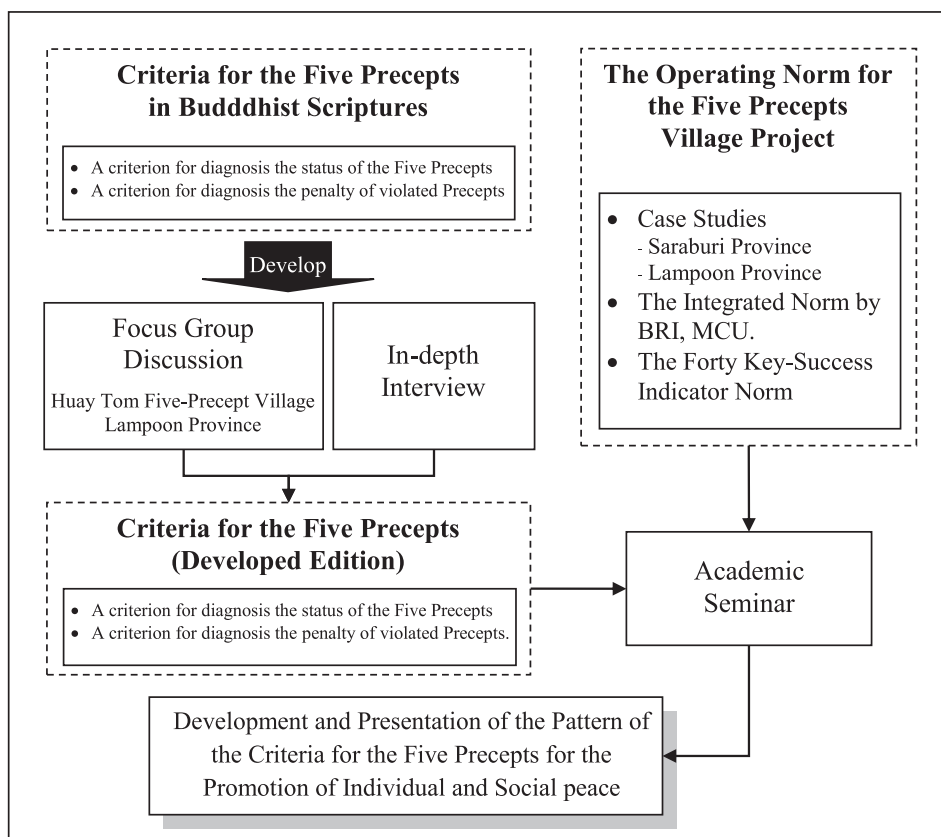 Criteria for the Five Precepts
in Budddhist Scriptures
• A criterion for diagnosis the status of the Five Precepts
• A criterion for diagnosis the penalty of violated Precepts
Develop
Focus Group
Discussion
Huay Tom Five-Precept Village
Lampoon Province
In-depth
Interview
Criteria for the Five Precepts
(Developed Edition)
• A criterion for diagnosis the status of the Five Precepts
• A criterion for diagnosis the penalty of violated Precepts.
The Operating Norm for
the Five Precepts
Village Project
• Case Studies
- Saraburi Province
- Lampoon Province
• The Integrated Norm by
BRI, MCU.
• The Forty Key-Success
Indicator Norm
Academic
Seminar
Development and Presentation of the Pattern of
the Criteria for the Five Precepts for the
Promotion of Individual and Social peace